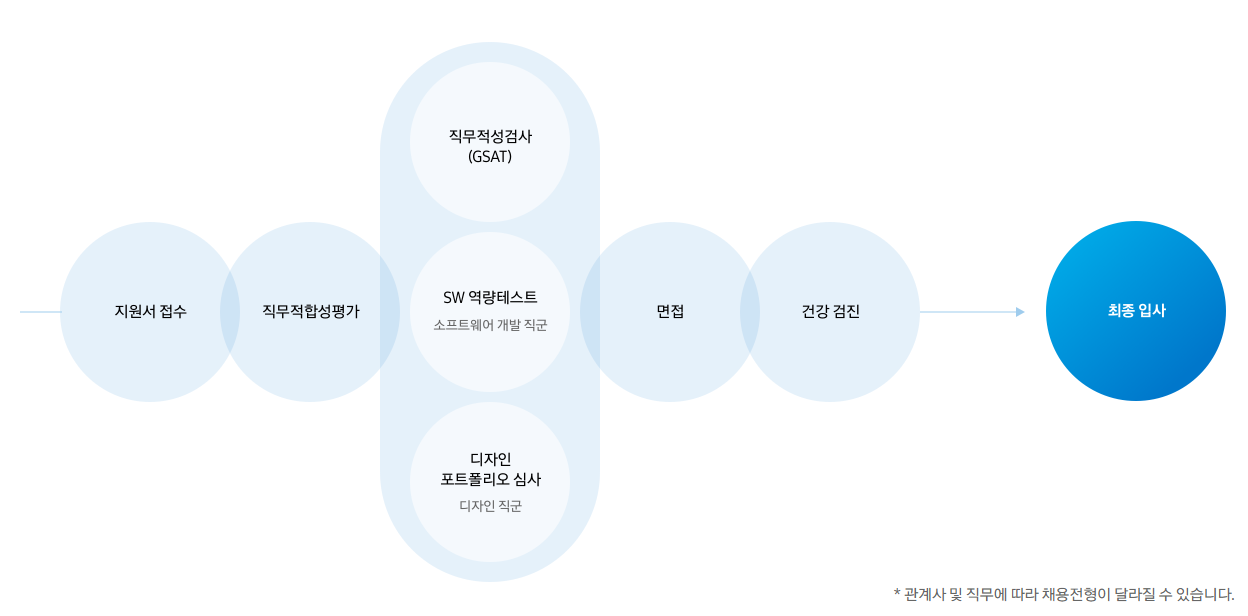 지원서 접수
직무적합성평가
직무적성검사
(GSAT)
SW 역량테스트
소프트웨어 개발 직군
디자인
포트폴리오 심사
디자인 직군
면접
건강 검진
최종 입사
* 관계사 및 직무에 따라 채용전형이 달라질 수 있습니다.